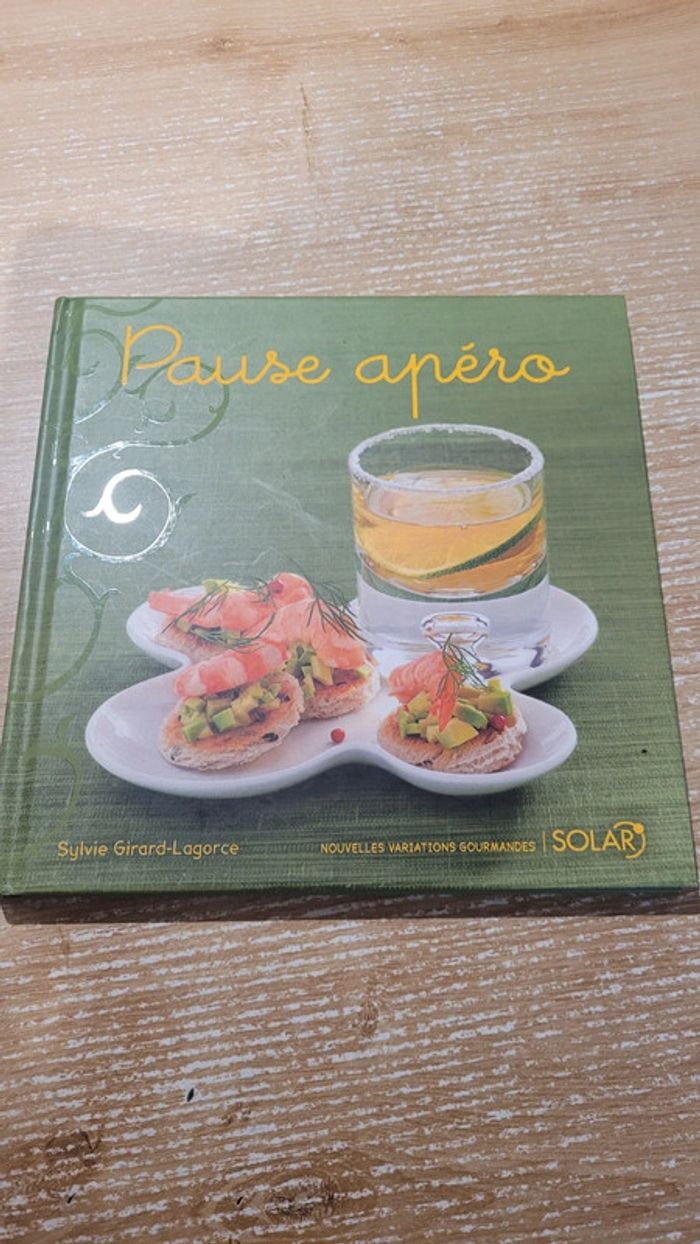 Pause apéro
Sylvie Girard-Lagorce
NOUVELLES VARIATIONS GOURMANDES | SOLAR